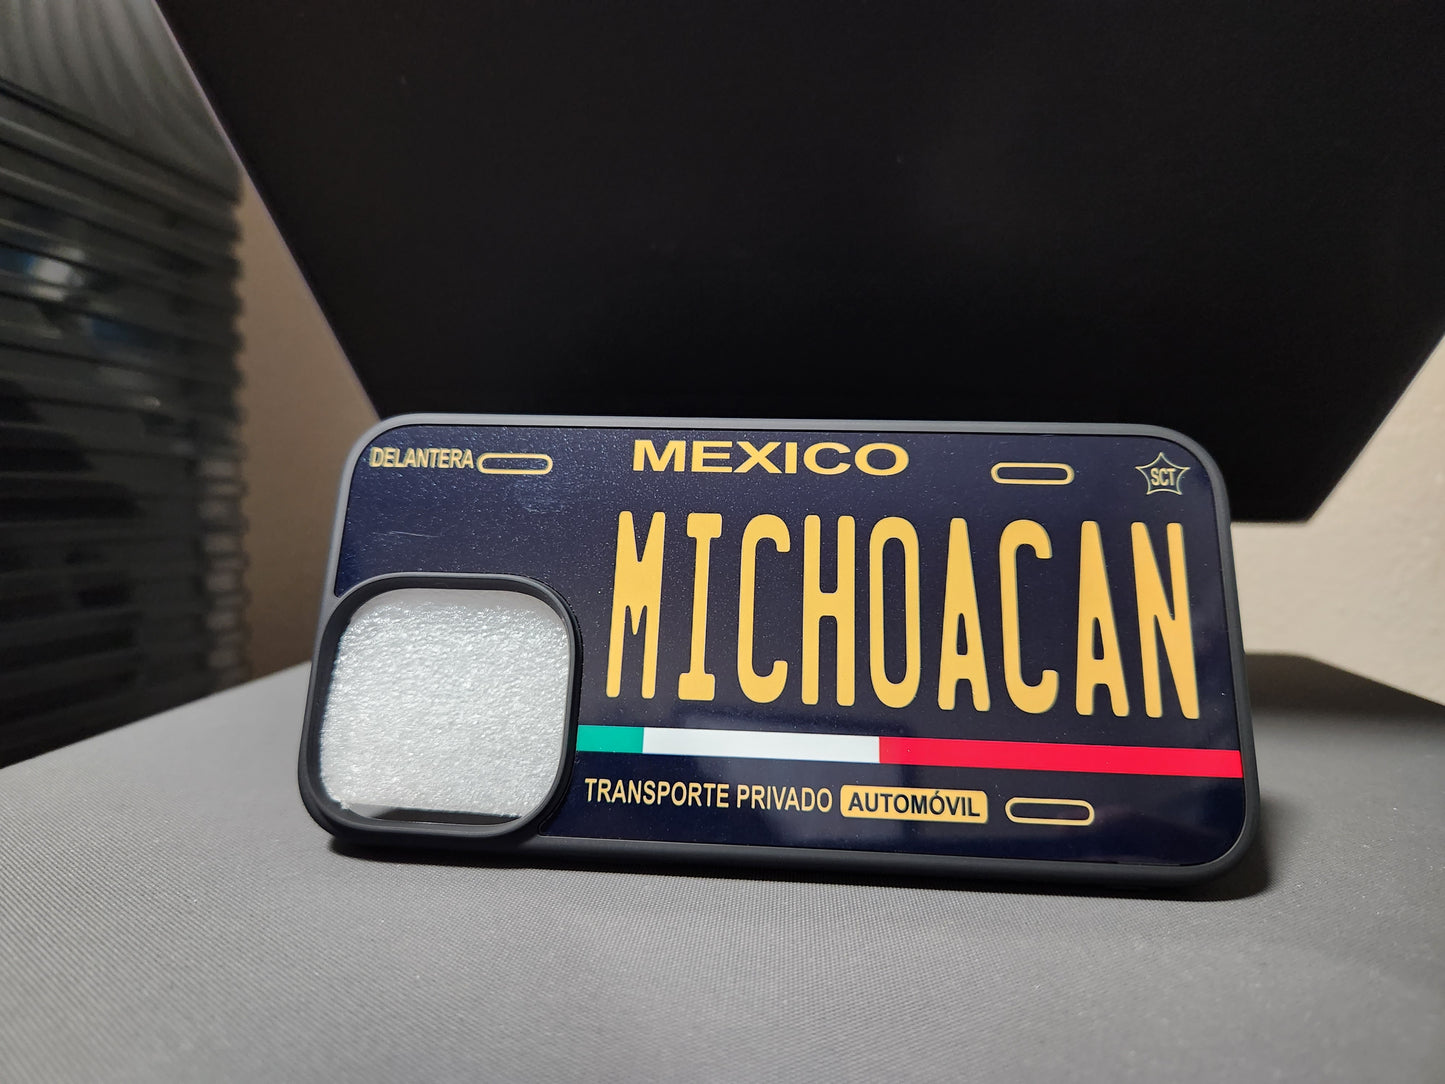 DELANTERA
MEXICO
SCT
MICHOACAN
TRANSPORTE PRIVADO AUTOMÓVIL